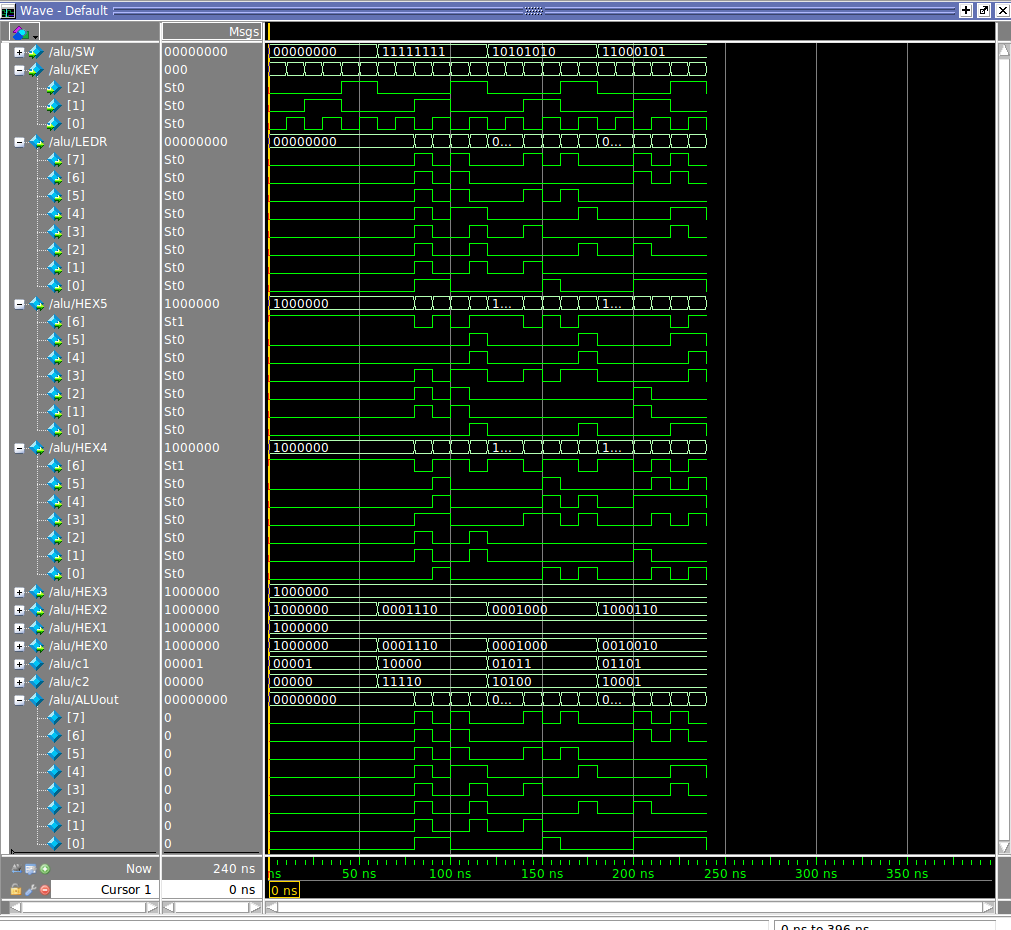 Wave - Default
Msgs
/alu/SW 00000000 00000000 11111111 10101010 11000101
/alu/KEY 000
[2] St0
[1] St0
[0] St0
/alu/LEDR 00000000 00000000 0... 0...
[7] St0
[6] St0
[5] St0
[4] St0
[3] St0
[2] St0
[1] St0
[0] St0
/alu/HEX5 1000000 1000000 1... 1...
[6] St1
[5] St0
[4] St0
[3] St0
[2] St0
[1] St0
[0] St0
/alu/HEX4 1000000 1000000 1... 1...
[6] St1
[5] St0
[4] St0
[3] St0
[2] St0
[1] St0
[0] St0
/alu/HEX3 1000000 1000000
/alu/HEX2 1000000 1000000 0001110 0001000 1000110
/alu/HEX1 1000000 1000000
/alu/HEX0 1000000 1000000 0001110 0001000 0010010
/alu/c1 00001 00001 10000 01011 01101
/alu/c2 00000 00000 11110 10100 10001
/alu/ALUout 00000000 00000000 0... 0...
[7] 0
[6] 0
[5] 0
[4] 0
[3] 0
[2] 0
[1] 0
[0] 0
Now 240 ns ns 50 ns 100 ns 150 ns 200 ns 250 ns 300 ns 350 ns
Cursor 1 0 ns 0 ns
0 ns to 396 ns